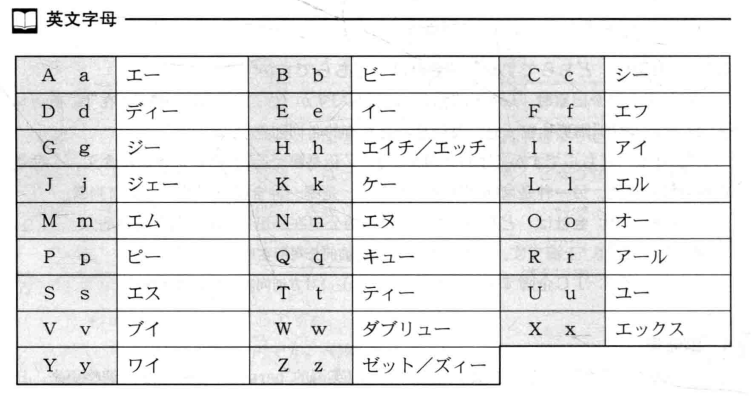 英文字母
A a エー B b ビー C c シー
D d ディー E e イー F f エフ
G g ジー H h エイチ／エッチ I i アイ
J j ジェー K k ケー L l エル
M m エム N n エヌ O o オー
P p ピー Q q キュー R r アール
S s エス T t ティー U u ユー
V v ブイ W w ダブリュー X x エックス
Y y ワイ Z z ゼット／ズィー